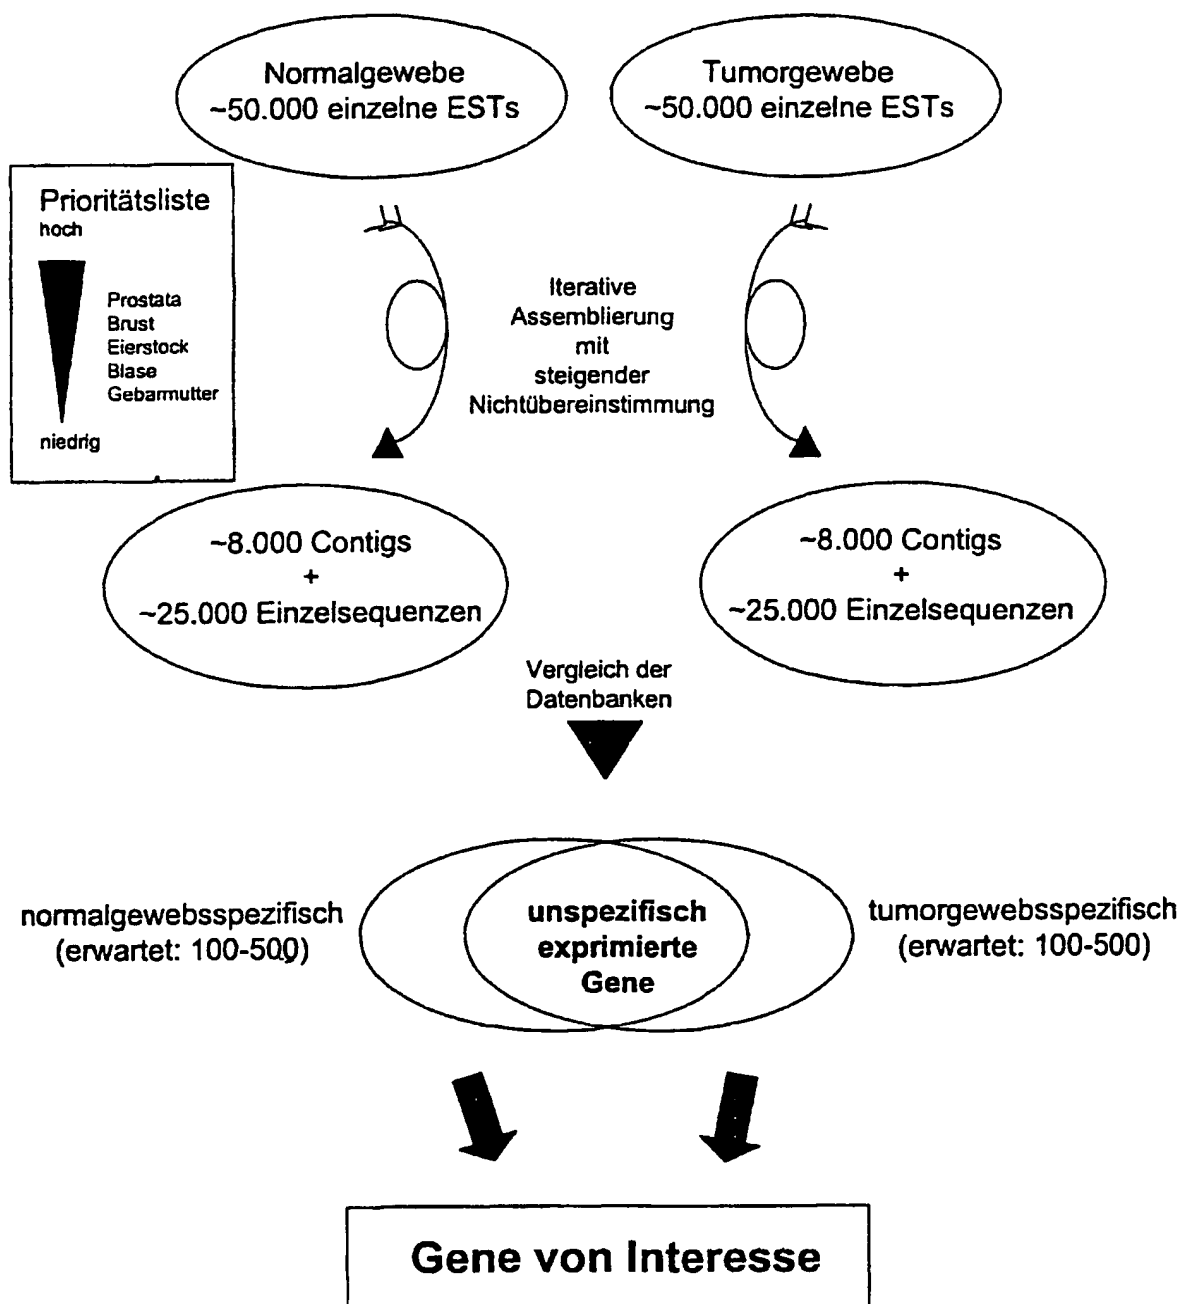 Normalgewebe
~50.000 einzelne ESTs
Tumorgewebe
~50.000 einzelne ESTs
Prioritätsliste
hoch
Prostata
Brust
Eierstock
Blase
Gebarmutter
niedrig
Iterative
Assemblierung
mit
steigender
Nichtübereinstimmung
~8.000 Contigs
+
~25.000 Einzelsequenzen
~8.000 Contigs
+
~25.000 Einzelsequenzen
Vergleich der
Datenbanken
normalgewebsspezifisch
(erwartet: 100-500)
unspezifisch
exprimierte
Gene
tumorgewebsspezifisch
(erwartet: 100-500)
Gene von Interesse